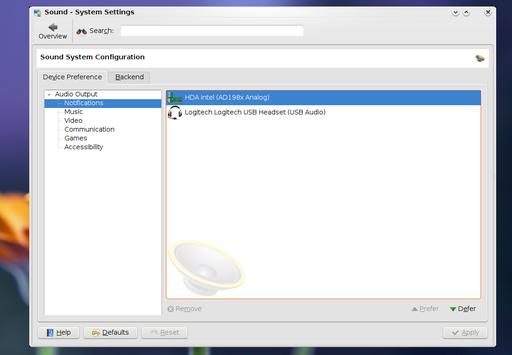 Sound - System Settings
Overview
Search:
Sound System Configuration
Device Preference
Backend
Audio Output
Notifications
Music
Video
Communication
Games
Accessibility
HDA Intel (AD198x Analog)
Logitech Logitech USB Headset (USB Audio)
Remove
Prefer
Defer
Help
Defaults
Reset
Apply